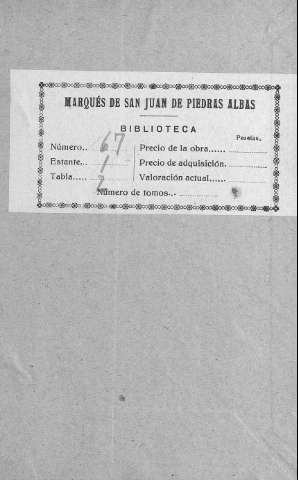 MARQUÉS DE SAN JUAN DE PIEDRAS ALBAS
BIBLIOTECA
Pesetas.
Número... 67 Precio de la obra......
Estante... 1 Precio de adquisición.
Tabla..... 2 Valoración actual......
Número de tomos...